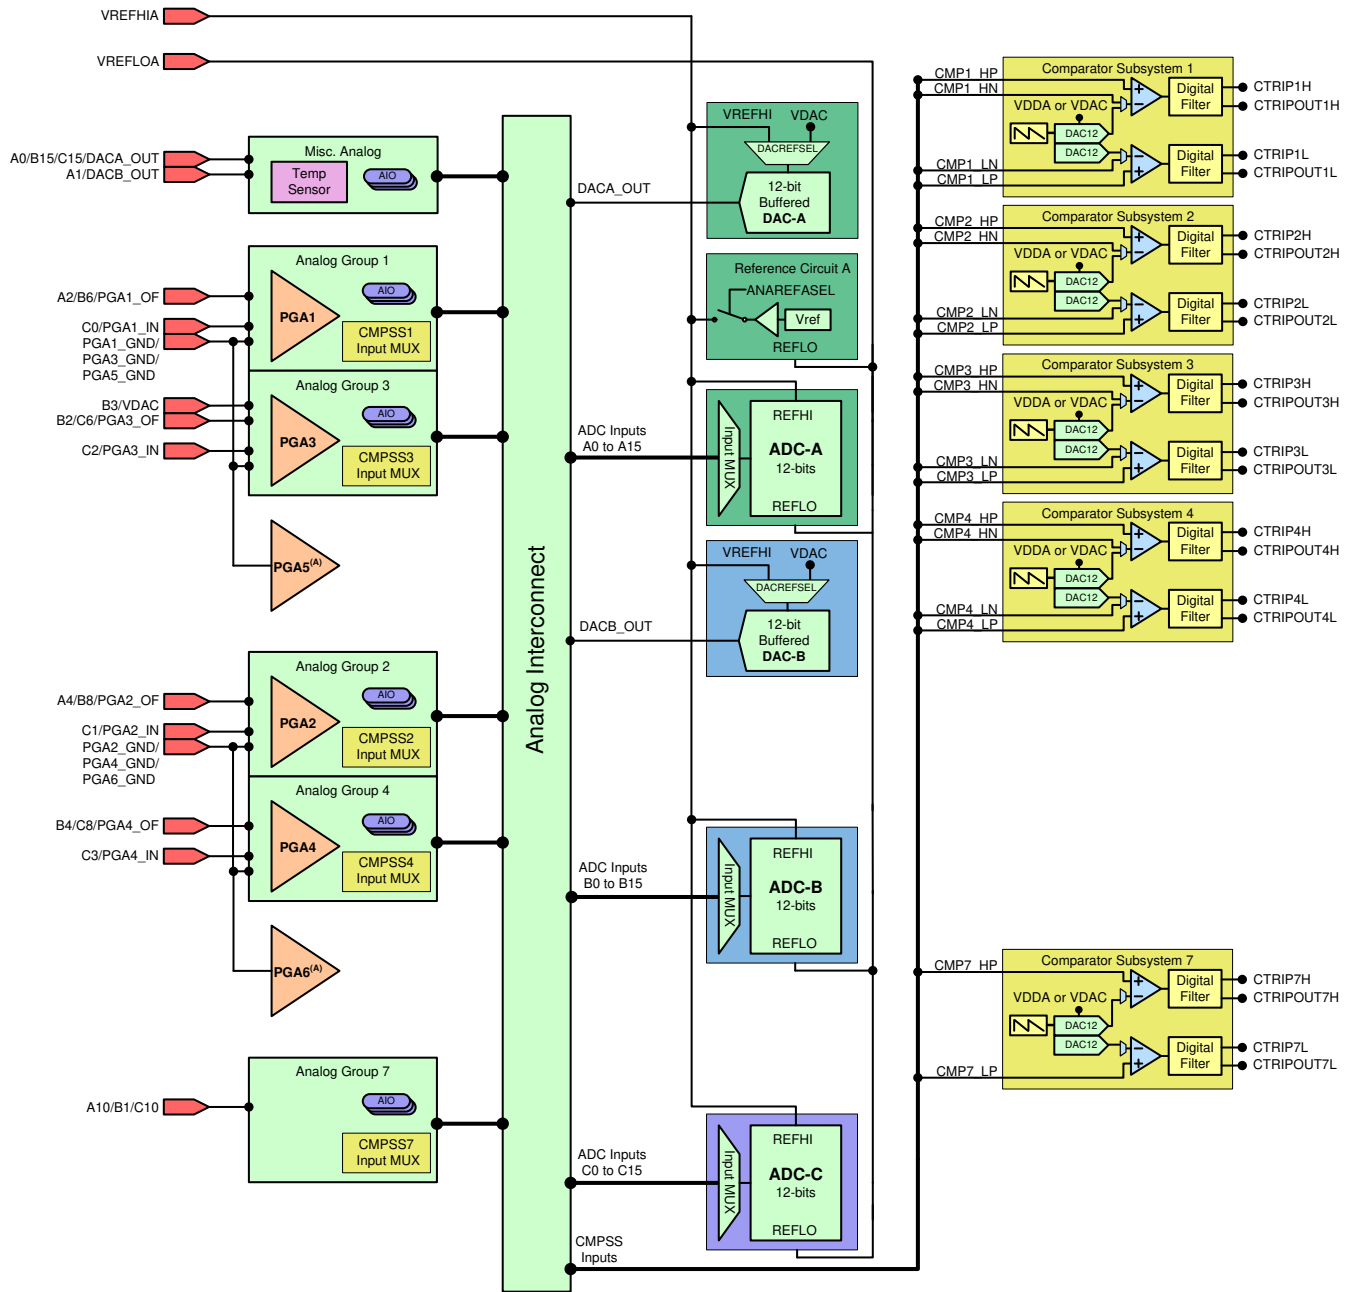 VREFHIA
VREFLOA
A0/B15/C15/DACA_OUT
A1/DACB_OUT
Misc. Analog
Temp
Sensor
AIO
Analog Group 1
A2/B6/PGA1_OF
C0/PGA1_IN
PGA1_GND/
PGA3_GND/
PGA5_GND
PGA1
AIO
CMPSS1
Input MUX
Analog Group 3
B3/VDAC
B2/C6/PGA3_OF
C2/PGA3_IN
PGA3
AIO
CMPSS3
Input MUX
PGA5(A)
Analog Group 2
A4/B8/PGA2_OF
C1/PGA2_IN
PGA2_GND/
PGA4_GND/
PGA6_GND
PGA2
AIO
CMPSS2
Input MUX
Analog Group 4
B4/C8/PGA4_OF
C3/PGA4_IN
PGA4
AIO
CMPSS4
Input MUX
PGA6(A)
Analog Group 7
A10/B1/C10
AIO
CMPSS7
Input MUX
Analog Interconnect
DACA_OUT
VREFHI
VDAC
DACREFSEL
12-bit
Buffered
DAC-A
Reference Circuit A
ANAREFASEL
Vref
REFLO
ADC Inputs
A0 to A15
Input MUX
REFHI
ADC-A
12-bits
REFLO
DACB_OUT
VREFHI
VDAC
DACREFSEL
12-bit
Buffered
DAC-B
ADC Inputs
B0 to B15
Input MUX
REFHI
ADC-B
12-bits
REFLO
ADC Inputs
C0 to C15
Input MUX
REFHI
ADC-C
12-bits
REFLO
CMPSS
Inputs
Comparator Subsystem 1
CMP1_HP
CMP1_HN
VDDA or VDAC
DAC12
DAC12
CMP1_LN
CMP1_LP
Digital
Filter
Digital
Filter
CTRIP1H
CTRIPOUT1H
CTRIP1L
CTRIPOUT1L
Comparator Subsystem 2
CMP2_HP
CMP2_HN
VDDA or VDAC
DAC12
DAC12
CMP2_LN
CMP2_LP
Digital
Filter
Digital
Filter
CTRIP2H
CTRIPOUT2H
CTRIP2L
CTRIPOUT2L
Comparator Subsystem 3
CMP3_HP
CMP3_HN
VDDA or VDAC
DAC12
DAC12
CMP3_LN
CMP3_LP
Digital
Filter
Digital
Filter
CTRIP3H
CTRIPOUT3H
CTRIP3L
CTRIPOUT3L
Comparator Subsystem 4
CMP4_HP
CMP4_HN
VDDA or VDAC
DAC12
DAC12
CMP4_LN
CMP4_LP
Digital
Filter
Digital
Filter
CTRIP4H
CTRIPOUT4H
CTRIP4L
CTRIPOUT4L
Comparator Subsystem 7
CMP7_HP
VDDA or VDAC
DAC12
DAC12
CMP7_LP
Digital
Filter
Digital
Filter
CTRIP7H
CTRIPOUT7H
CTRIP7L
CTRIPOUT7L